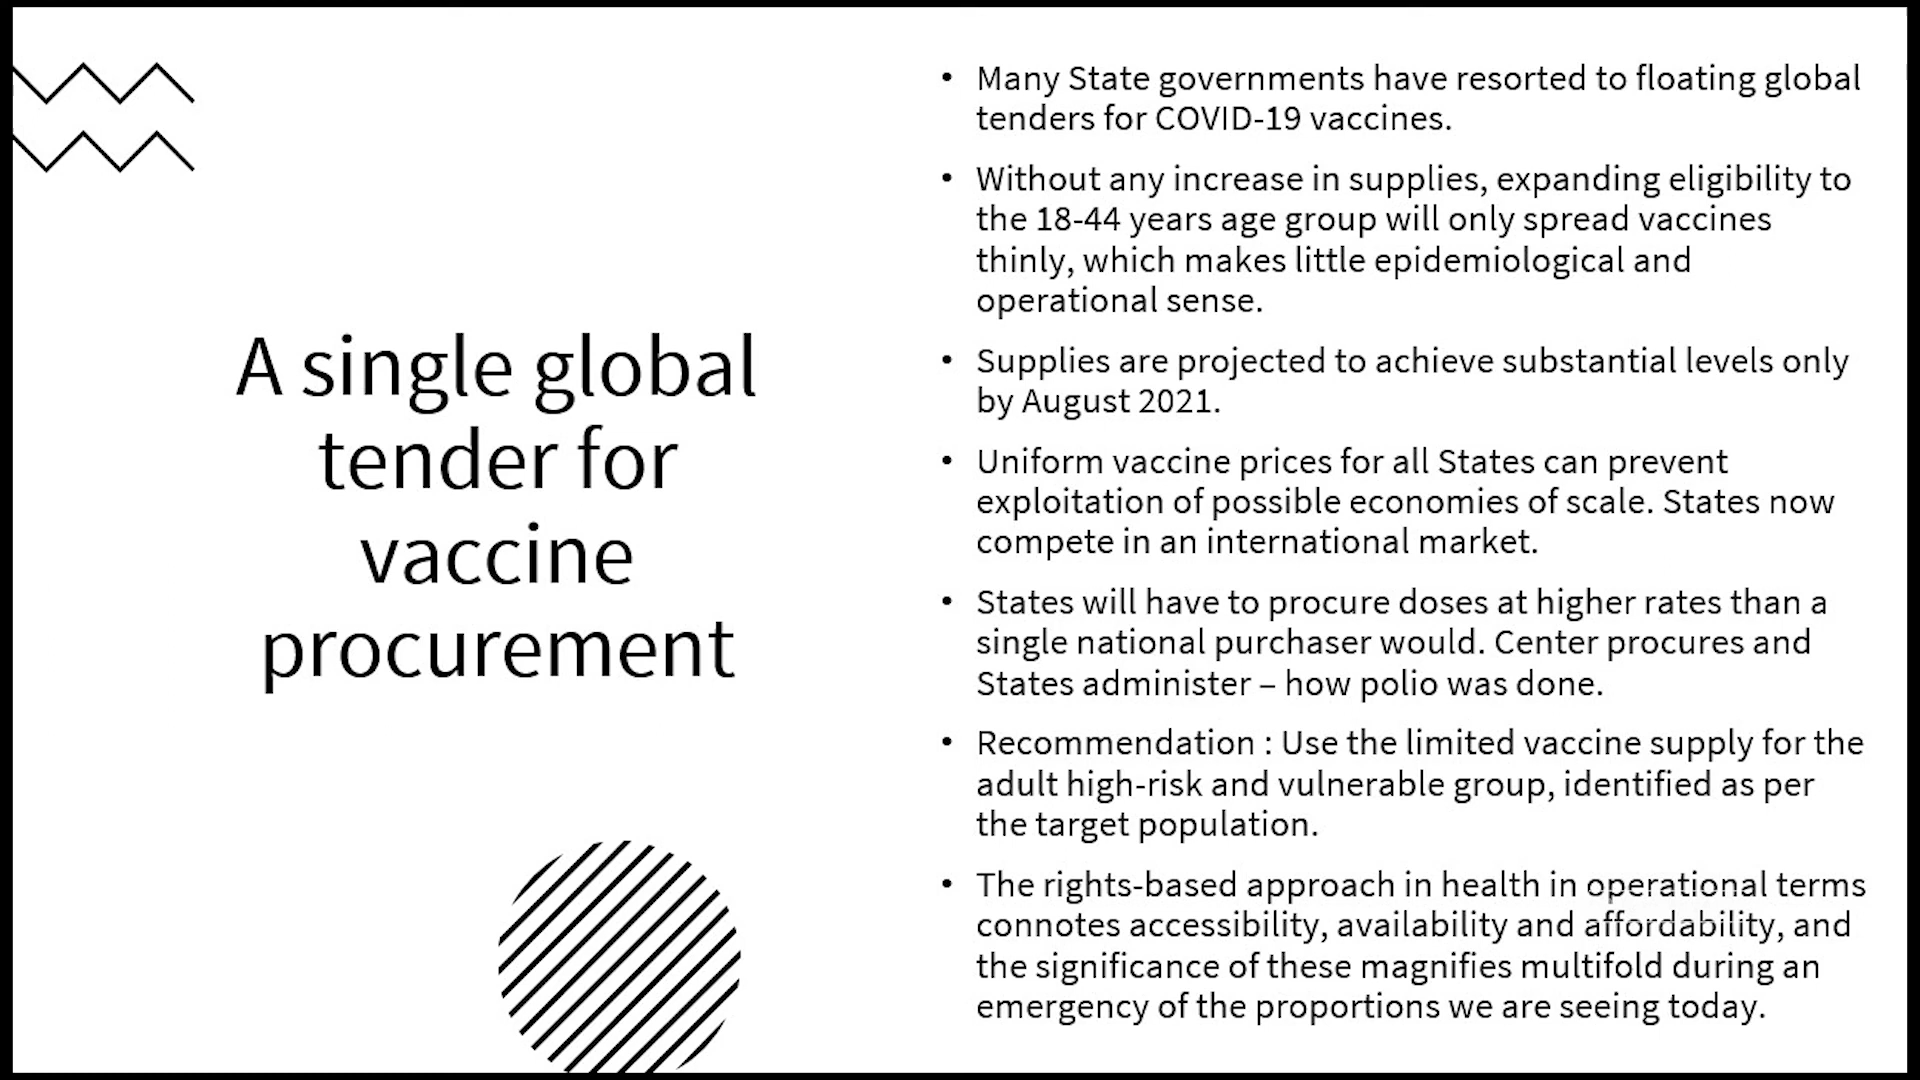 A single global
tender for
vaccine
procurement
• Many State governments have resorted to floating global
tenders for COVID-19 vaccines.
• Without any increase in supplies, expanding eligibility to
the 18-44 years age group will only spread vaccines
thinly, which makes little epidemiological and
operational sense.
• Supplies are projected to achieve substantial levels only
by August 2021.
• Uniform vaccine prices for all States can prevent
exploitation of possible economies of scale. States now
compete in an international market.
• States will have to procure doses at higher rates than a
single national purchaser would. Center procures and
States administer – how polio was done.
• Recommendation : Use the limited vaccine supply for the
adult high-risk and vulnerable group, identified as per
the target population.
• The rights-based approach in health in operational terms
connotes accessibility, availability and affordability, and
the significance of these magnifies multifold during an
emergency of the proportions we are seeing today.